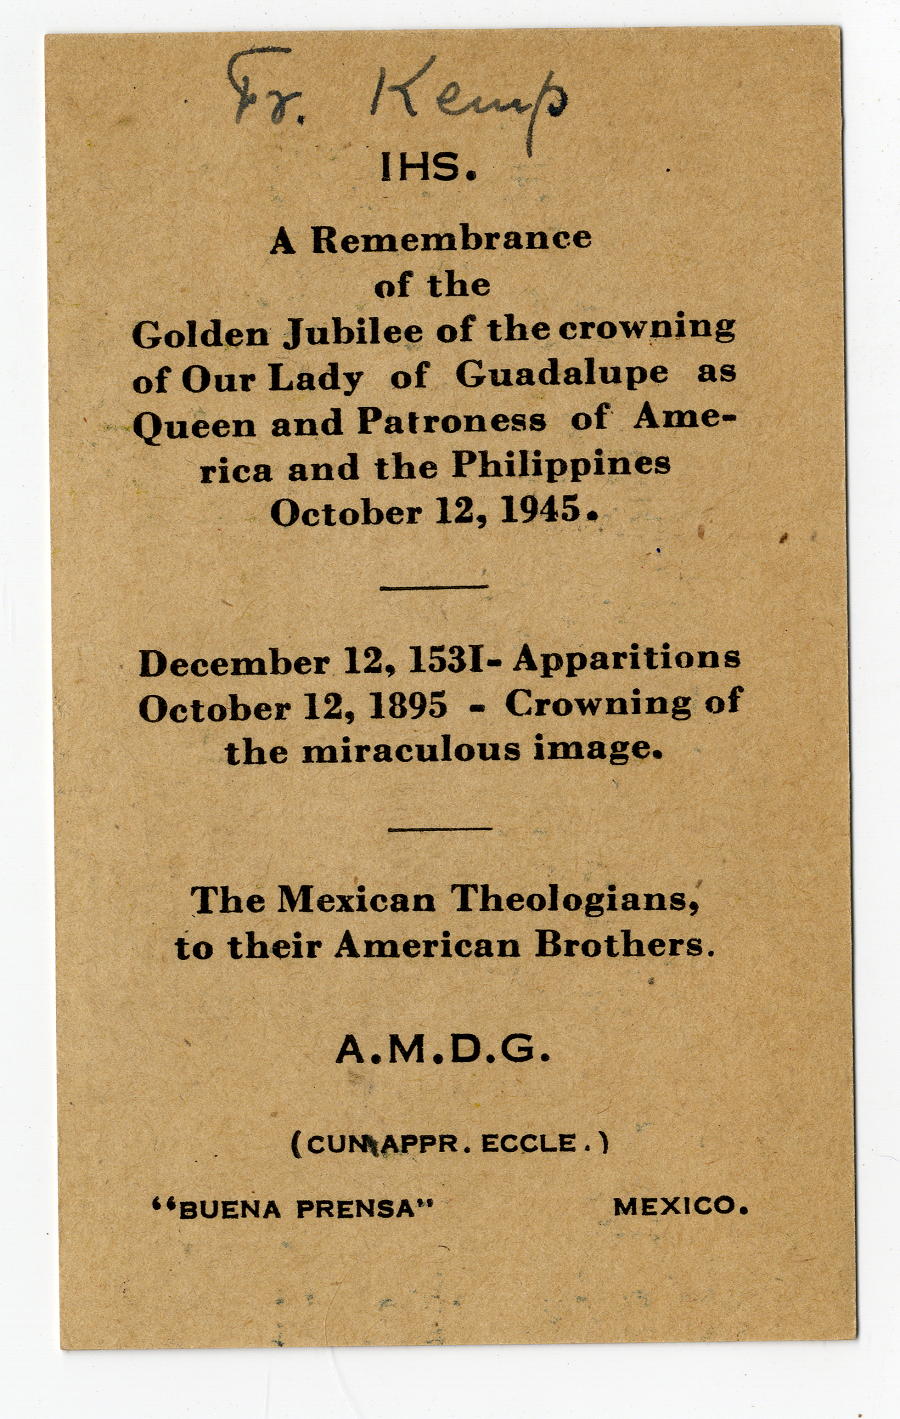 Fr. Kemp
IHS.
A Remembrance
of the
Golden Jubilee of the crowning
of Our Lady of Guadalupe as
Queen and Patroness of Ame-
rica and the Philippines
October 12, 1945.
December 12, 153I- Apparitions
October 12, 1895 - Crowning of
the miraculous image.
The Mexican Theologians,
to their American Brothers.
A.M.D.G.
(CUM APPR. ECCLE.)
“BUENA PRENSA” MEXICO.